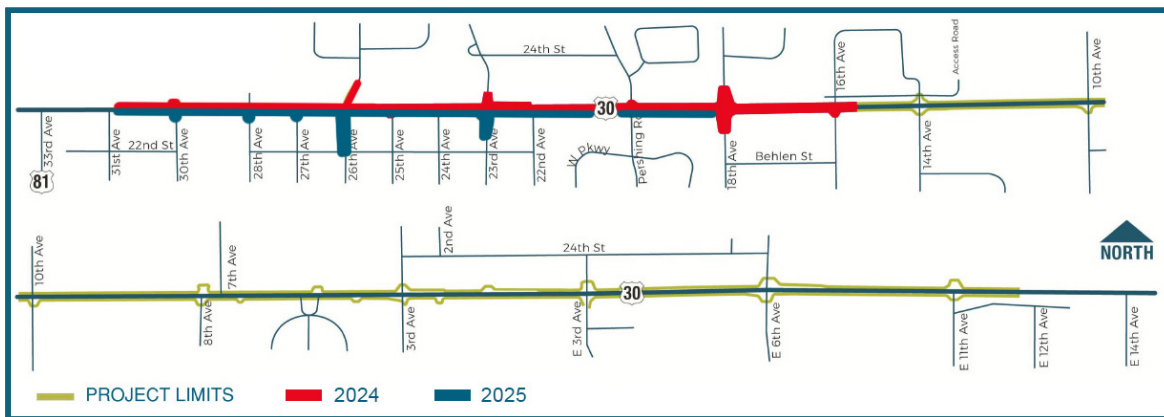 24th St
Access Road
16th Ave
10th Ave
30
33rd Ave
31st Ave
22nd St
30th Ave
28th Ave
27th Ave
26th Ave
25th Ave
24th Ave
23rd Ave
22nd Ave
W Pkwy
Pershing Ro
18th Ave
Behlen St
14th Ave
81
NORTH
10th Ave
7th Ave
8th Ave
2nd Ave
24th St
3rd Ave
E 3rd Ave
30
E 6th Ave
E 11th Ave
E 12th Ave
E 14th Ave
PROJECT LIMITS
2024
2025